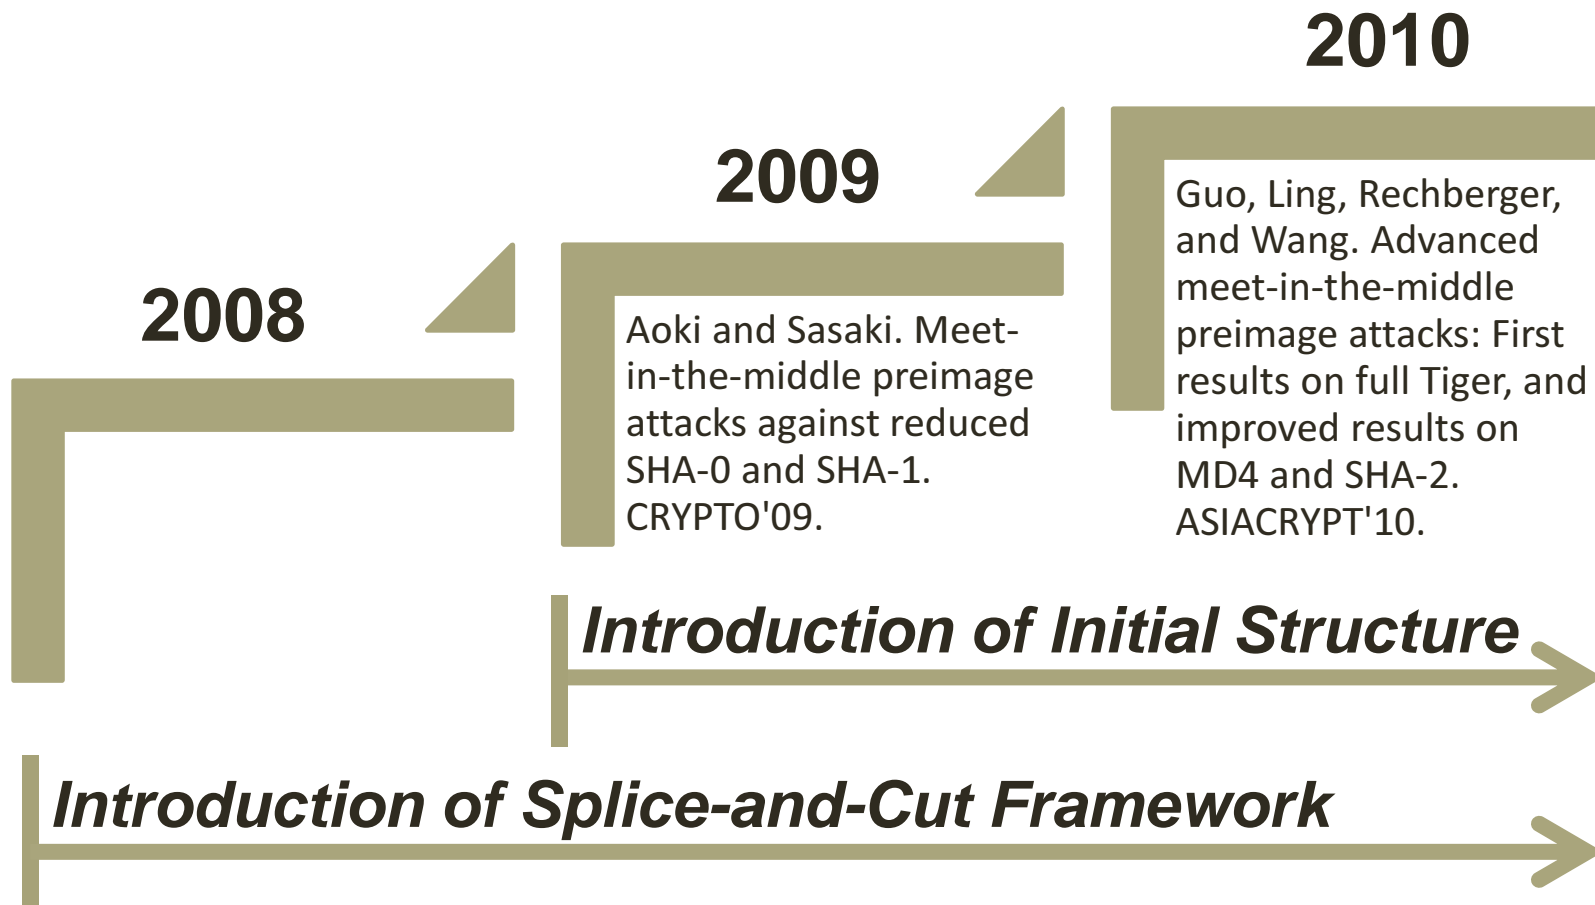 2008
2009
Aoki and Sasaki. Meet-
in-the-middle preimage
attacks against reduced
SHA-0 and SHA-1.
CRYPTO'09.
2010
Guo, Ling, Rechberger,
and Wang. Advanced
meet-in-the-middle
preimage attacks: First
results on full Tiger, and
improved results on
MD4 and SHA-2.
ASIACRYPT'10.
Introduction of Initial Structure
Introduction of Splice-and-Cut Framework